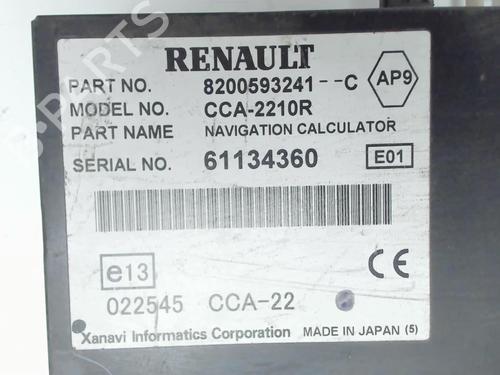 RENAULT
PART NO. 8200593241--C AP9
MODEL NO. CCA-2210R
PART NAME NAVIGATION CALCULATOR
SERIAL NO. 61134360 E01
e13 CE
022545 CCA-22
Xanavi Informatics Corporation MADE IN JAPAN (5)